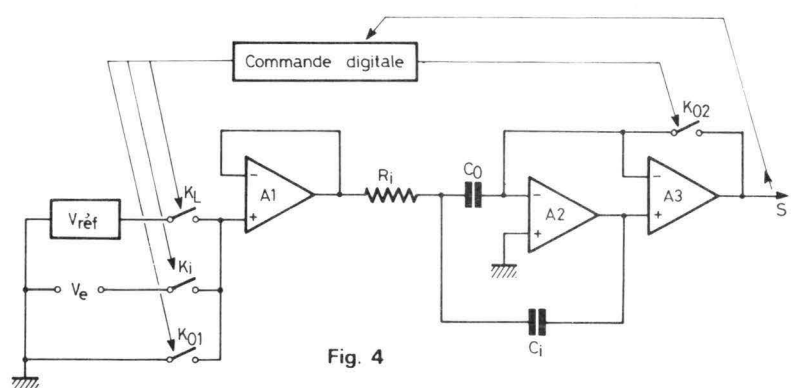 Commande digitale
K02
Ri
C0
KL
A1
A2
A3
Vréf
S
Ki
Ve
K01
Ci
Fig. 4